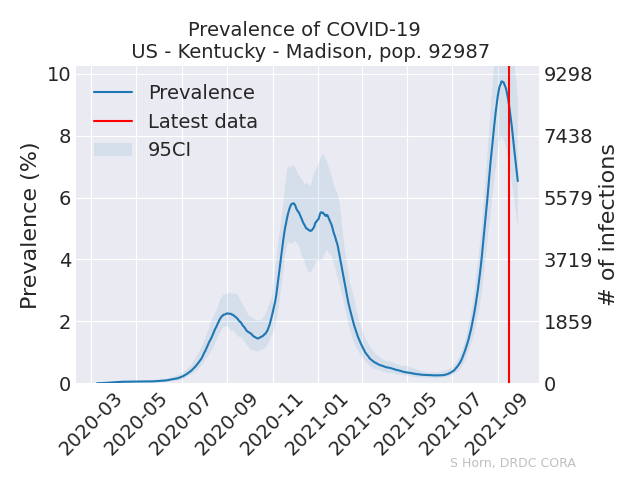 Prevalence of COVID-19
US - Kentucky - Madison, pop. 92987
Prevalence (%)
10
8
6
4
2
0
Prevalence
Latest data
95CI
9298
7438
5579
3719
1859
0
# of infections
2020-03
2020-05
2020-07
2020-09
2020-11
2021-01
2021-03
2021-05
2021-07
2021-09
S Horn, DRDC CORA